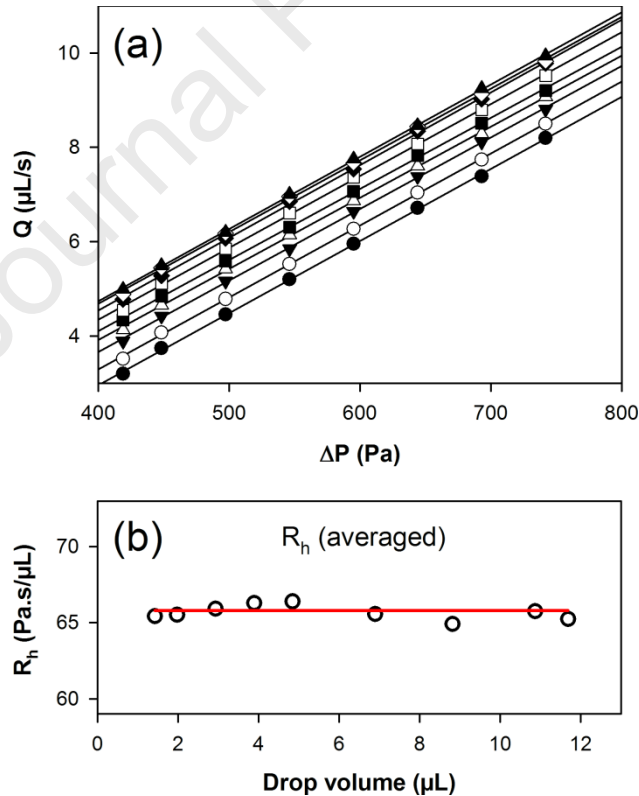 Journal P
(a)
10
8
6
4
Q (µL/s)
400 500 600 700 800
ΔP (Pa)
(b)
R_h (averaged)
70
65
60
R_h (Pa.s/µL)
0 2 4 6 8 10 12
Drop volume (µL)